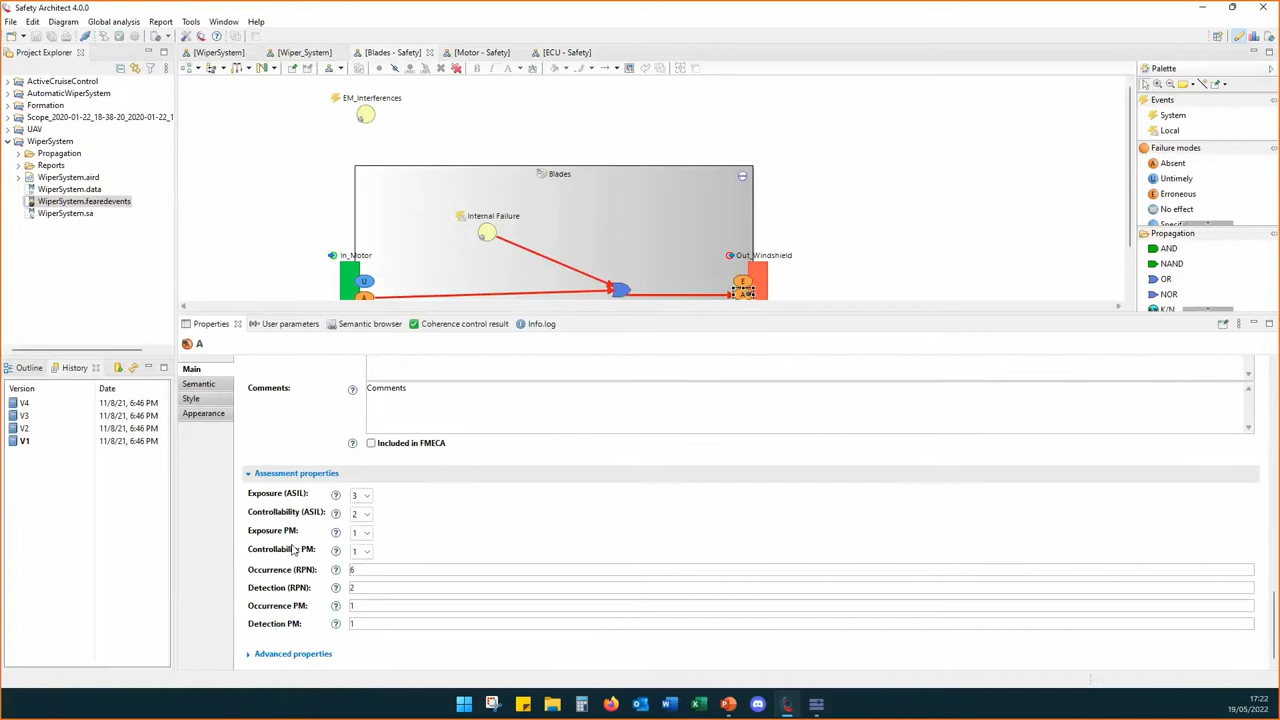 Safety Architect 4.0.0
File Edit Diagram Global analysis Report Tools Window Help
Project Explorer
ActiveCruiseControl
AutomaticWiperSystem
Formation
Scope_2020-01-22_18-38-20_2020-01-22_1
UAV
WiperSystem
Propagation
Reports
WiperSystem.aird
WiperSystem.data
WiperSystem.fearedevents
WiperSystem.sa
[WiperSystem] [Wiper_System] [Blades - Safety] [Motor - Safety] [ECU - Safety]
EM_Interferences
Blades
Internal Failure
In_Motor
Out_Windshield
U
E
A
A
Palette
Events
System
Local
Failure modes
Absent
Untimely
Erroneous
No effect
Propagation
AND
NAND
OR
NOR
K/N
Outline History
Version Date
V4 11/8/21, 6:46 PM
V3 11/8/21, 6:46 PM
V2 11/8/21, 6:46 PM
V1 11/8/21, 6:46 PM
Properties User parameters Semantic browser Coherence control result Info.log
A
Main
Semantic
Style
Appearance
Comments: Comments
Included in FMECA
Assessment properties
Exposure (ASIL): 3
Controllability (ASIL): 2
Exposure PM: 1
Controllability PM: 1
Occurrence (RPN): 6
Detection (RPN): 2
Occurrence PM: 1
Detection PM: 1
Advanced properties
17:22
19/05/2022